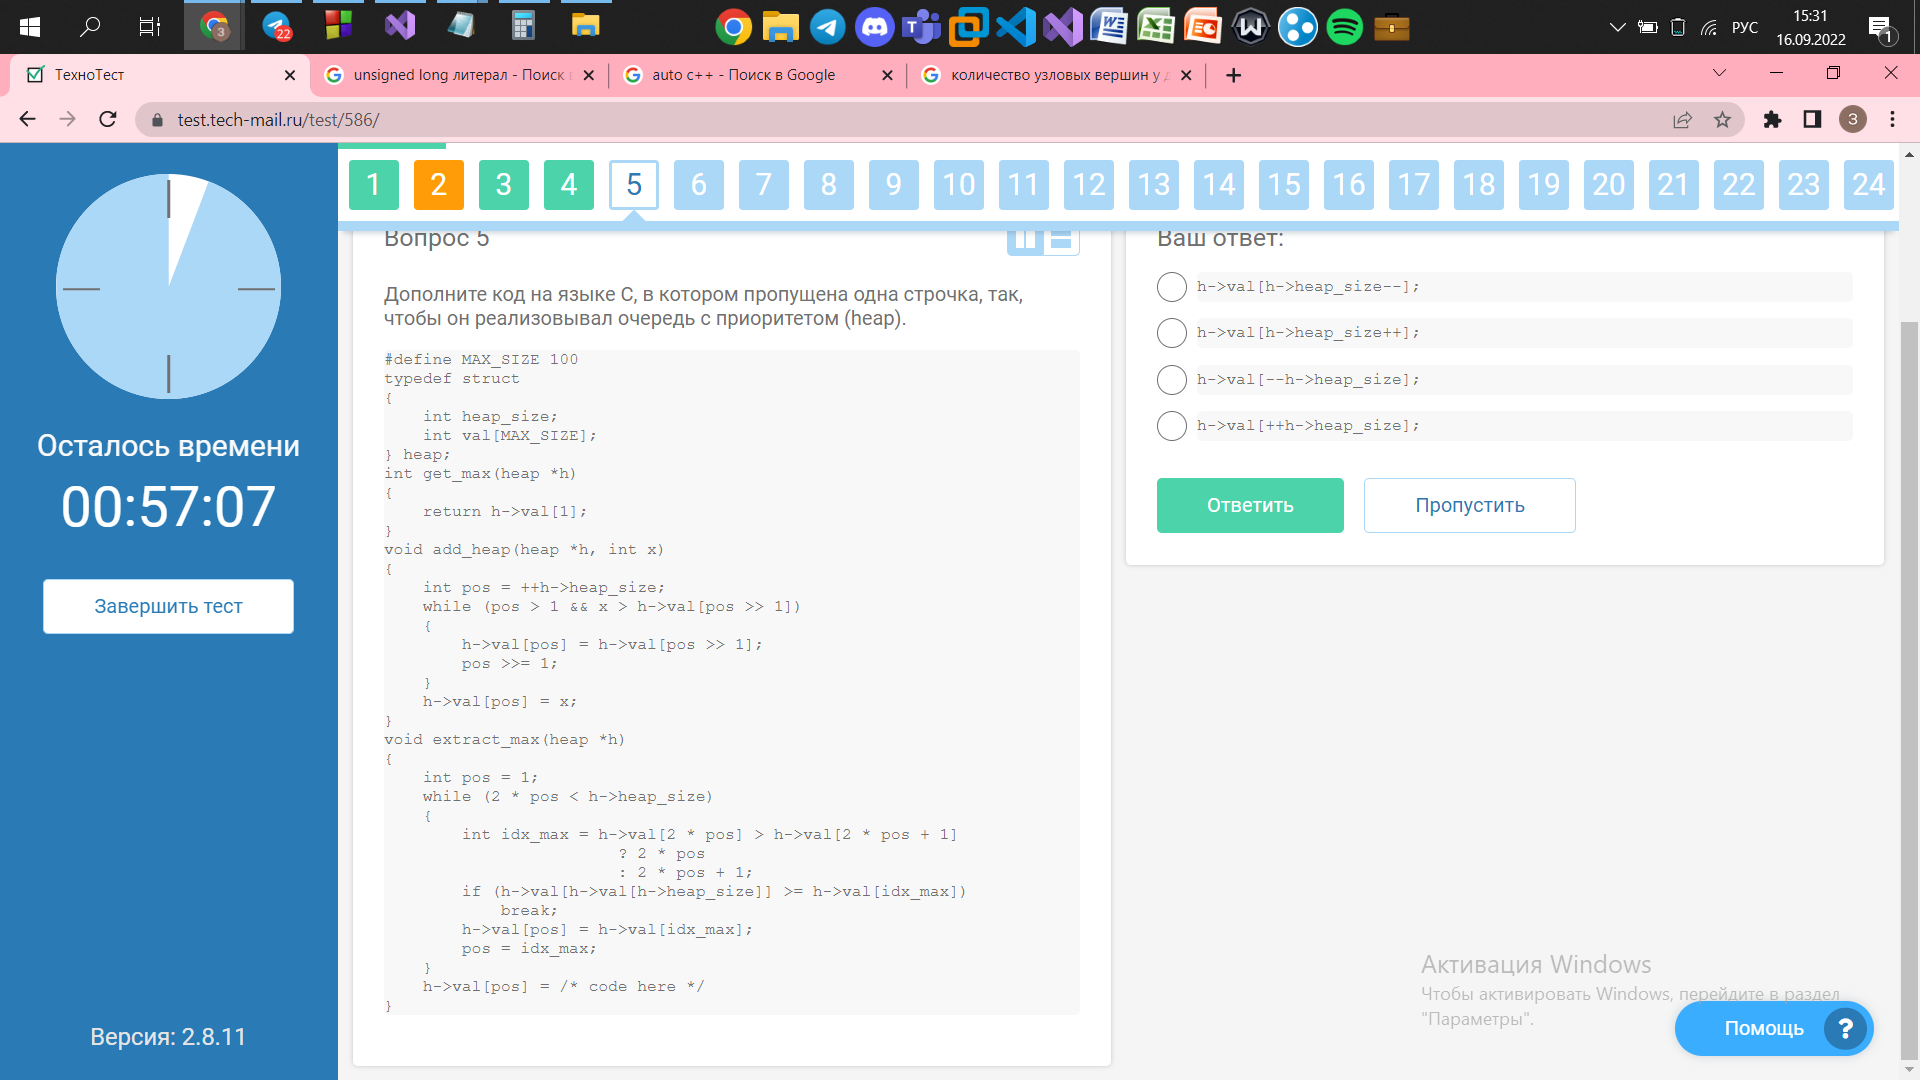 22
РУС
15:31
16.09.2022
1
3
ТехноТест
unsigned long литерал - Поиск в
auto c++ - Поиск в Google
количество узловых вершин у д
test.tech-mail.ru/test/586/
З
1 2 3 4 5 6 7 8 9 10 11 12 13 14 15 16 17 18 19 20 21 22 23 24
Осталось времени
00:57:07
Завершить тест
Версия: 2.8.11
Вопрос 5
Дополните код на языке C, в котором пропущена одна строчка, так,
чтобы он реализовывал очередь с приоритетом (heap).
#define MAX_SIZE 100
typedef struct
{
    int heap_size;
    int val[MAX_SIZE];
} heap;
int get_max(heap *h)
{
    return h->val[1];
}
void add_heap(heap *h, int x)
{
    int pos = ++h->heap_size;
    while (pos > 1 && x > h->val[pos >> 1])
    {
        h->val[pos] = h->val[pos >> 1];
        pos >>= 1;
    }
    h->val[pos] = x;
}
void extract_max(heap *h)
{
    int pos = 1;
    while (2 * pos < h->heap_size)
    {
        int idx_max = h->val[2 * pos] > h->val[2 * pos + 1]
                        ? 2 * pos
                        : 2 * pos + 1;
        if (h->val[h->val[h->heap_size]] >= h->val[idx_max])
            break;
        h->val[pos] = h->val[idx_max];
        pos = idx_max;
    }
    h->val[pos] = /* code here */
}
Ваш ответ:
h->val[h->heap_size--];
h->val[h->heap_size++];
h->val[--h->heap_size];
h->val[++h->heap_size];
Ответить
Пропустить
Активация Windows
Чтобы активировать Windows, перейдите в раздел
"Параметры".
Помощь ?